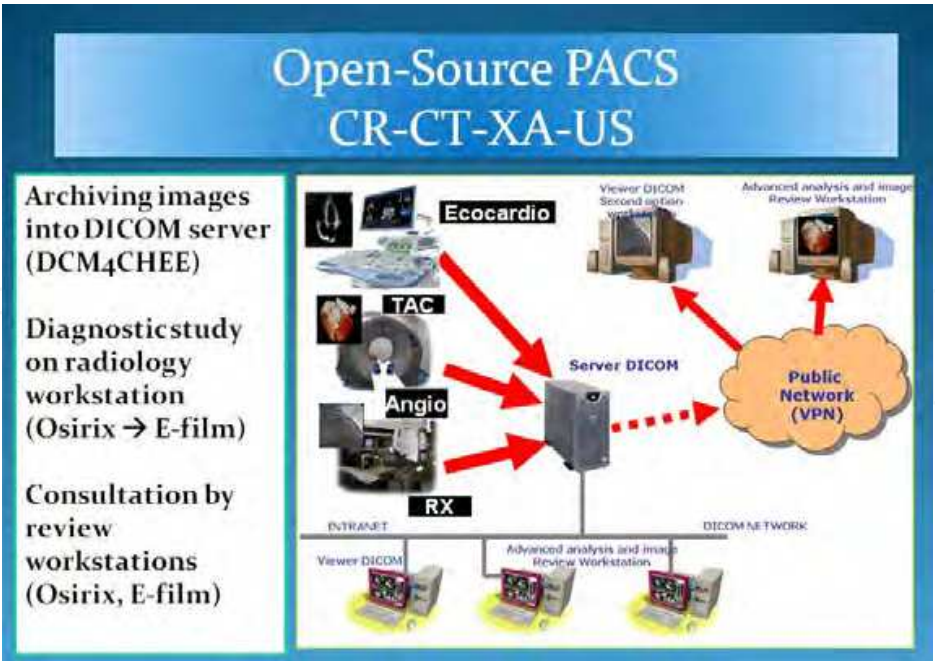 Open-Source PACS
CR-CT-XA-US
Archiving images
into DICOM server
(DCM4CHEE)
Diagnostic study
on radiology
workstation
(Osirix → E-film)
Consultation by
review
workstations
(Osirix, E-film)
Ecocardio
TAC
Angio
RX
Viewer DICOM
Second option
Advanced analysis and image
Review Workstation
Server DICOM
Public
Network
(VPN)
INTRANET
DICOM NETWORK
Viewer DICOM
Advanced analysis and image
Review Workstation